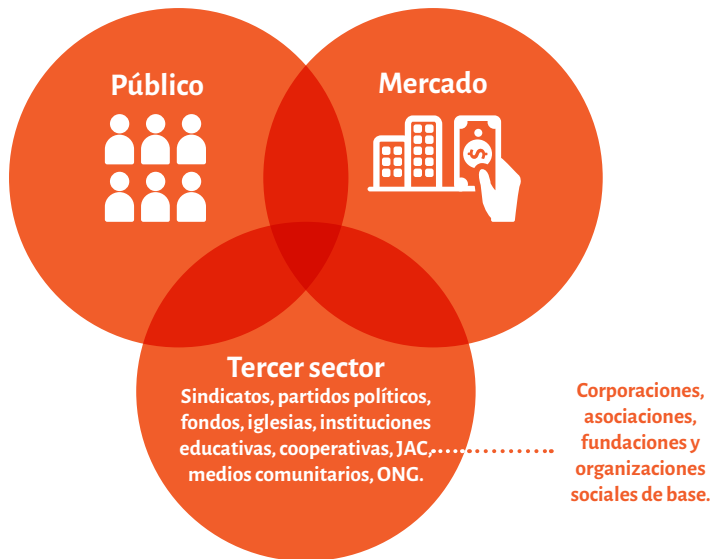 Público
Mercado
$
Tercer sector
Sindicatos, partidos políticos,
fondos, iglesias, instituciones
educativas, cooperativas, JAC,
medios comunitarios, ONG.
Corporaciones,
asociaciones,
fundaciones y
organizaciones
sociales de base.